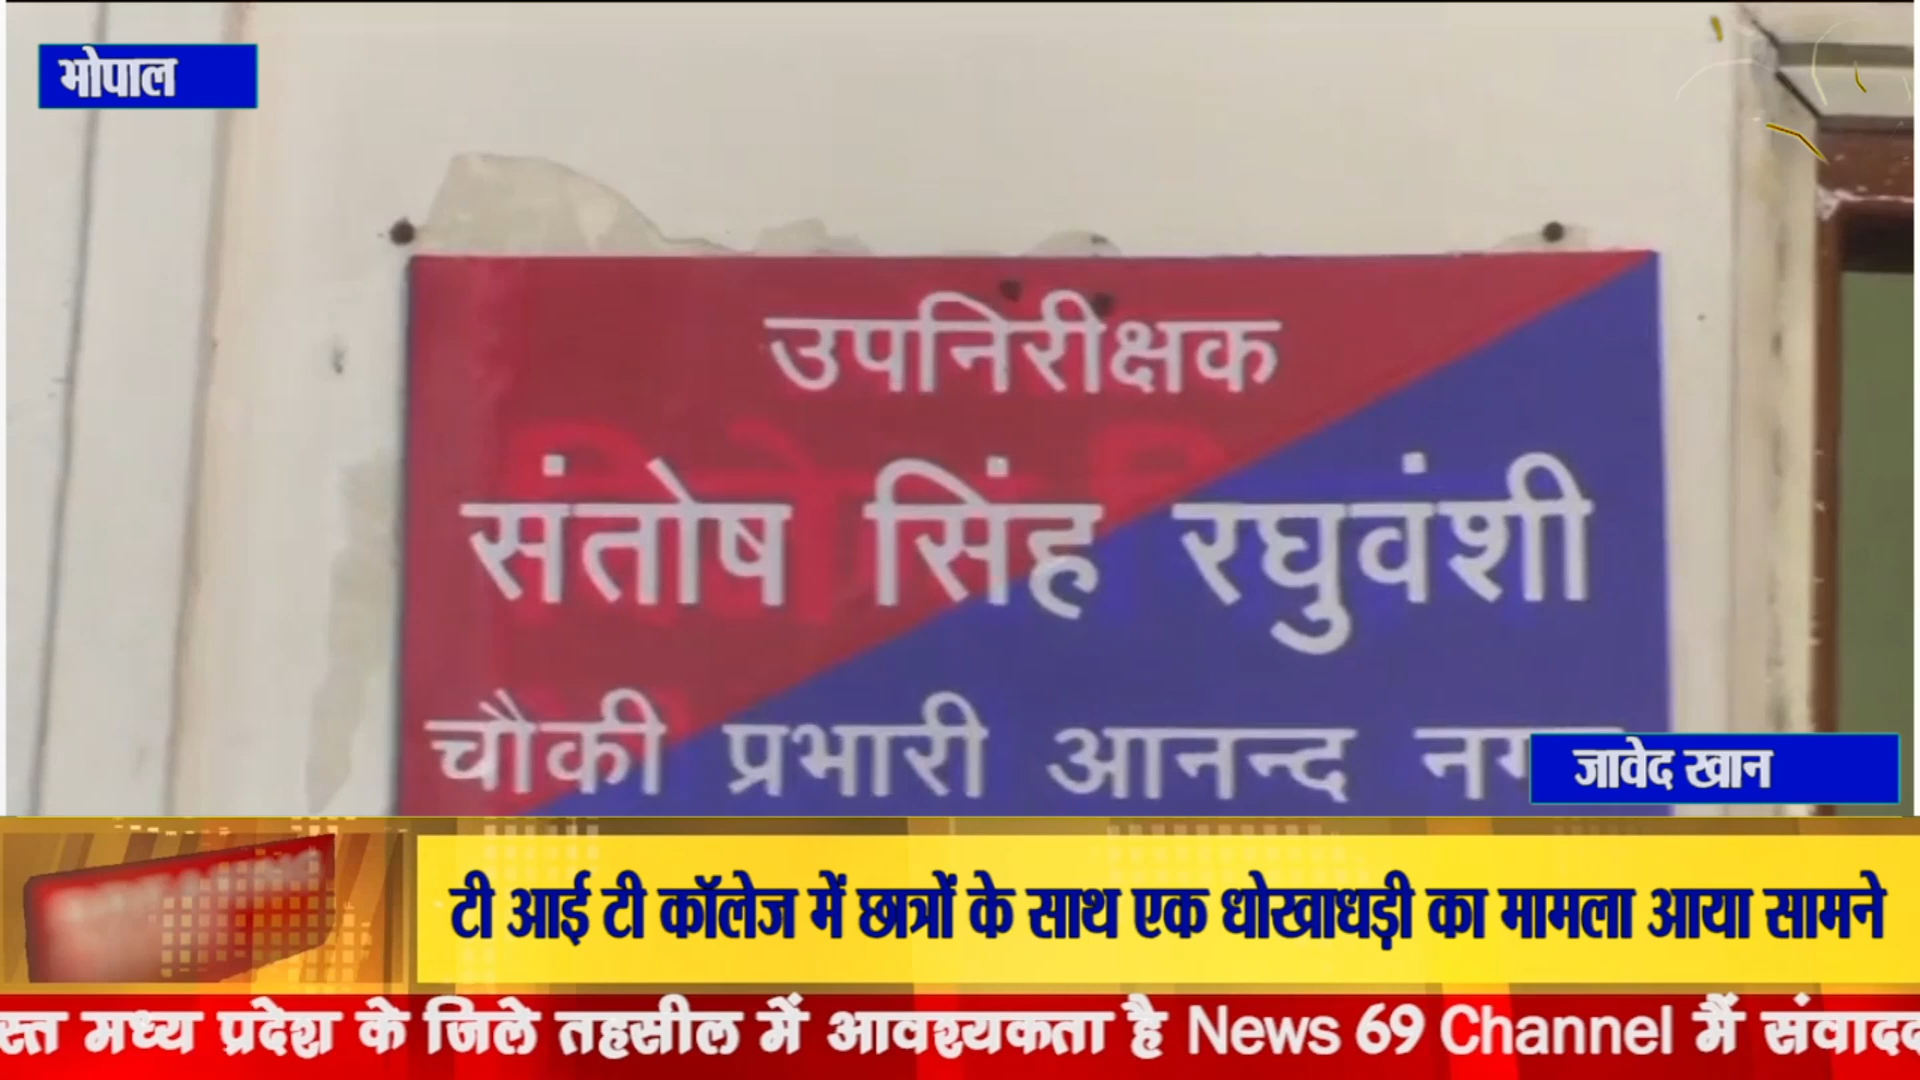 भोपाल
उपनिरीक्षक
संतोष सिंह रघुवंशी
चौकी प्रभारी आनन्द
जावेद खान
टी आई टी कॉलेज में छात्रों के साथ एक धोखाधड़ी का मामला आया सामने
मध्य प्रदेश के जिले तहसील में आवश्यकता है News 69 Channel मैं